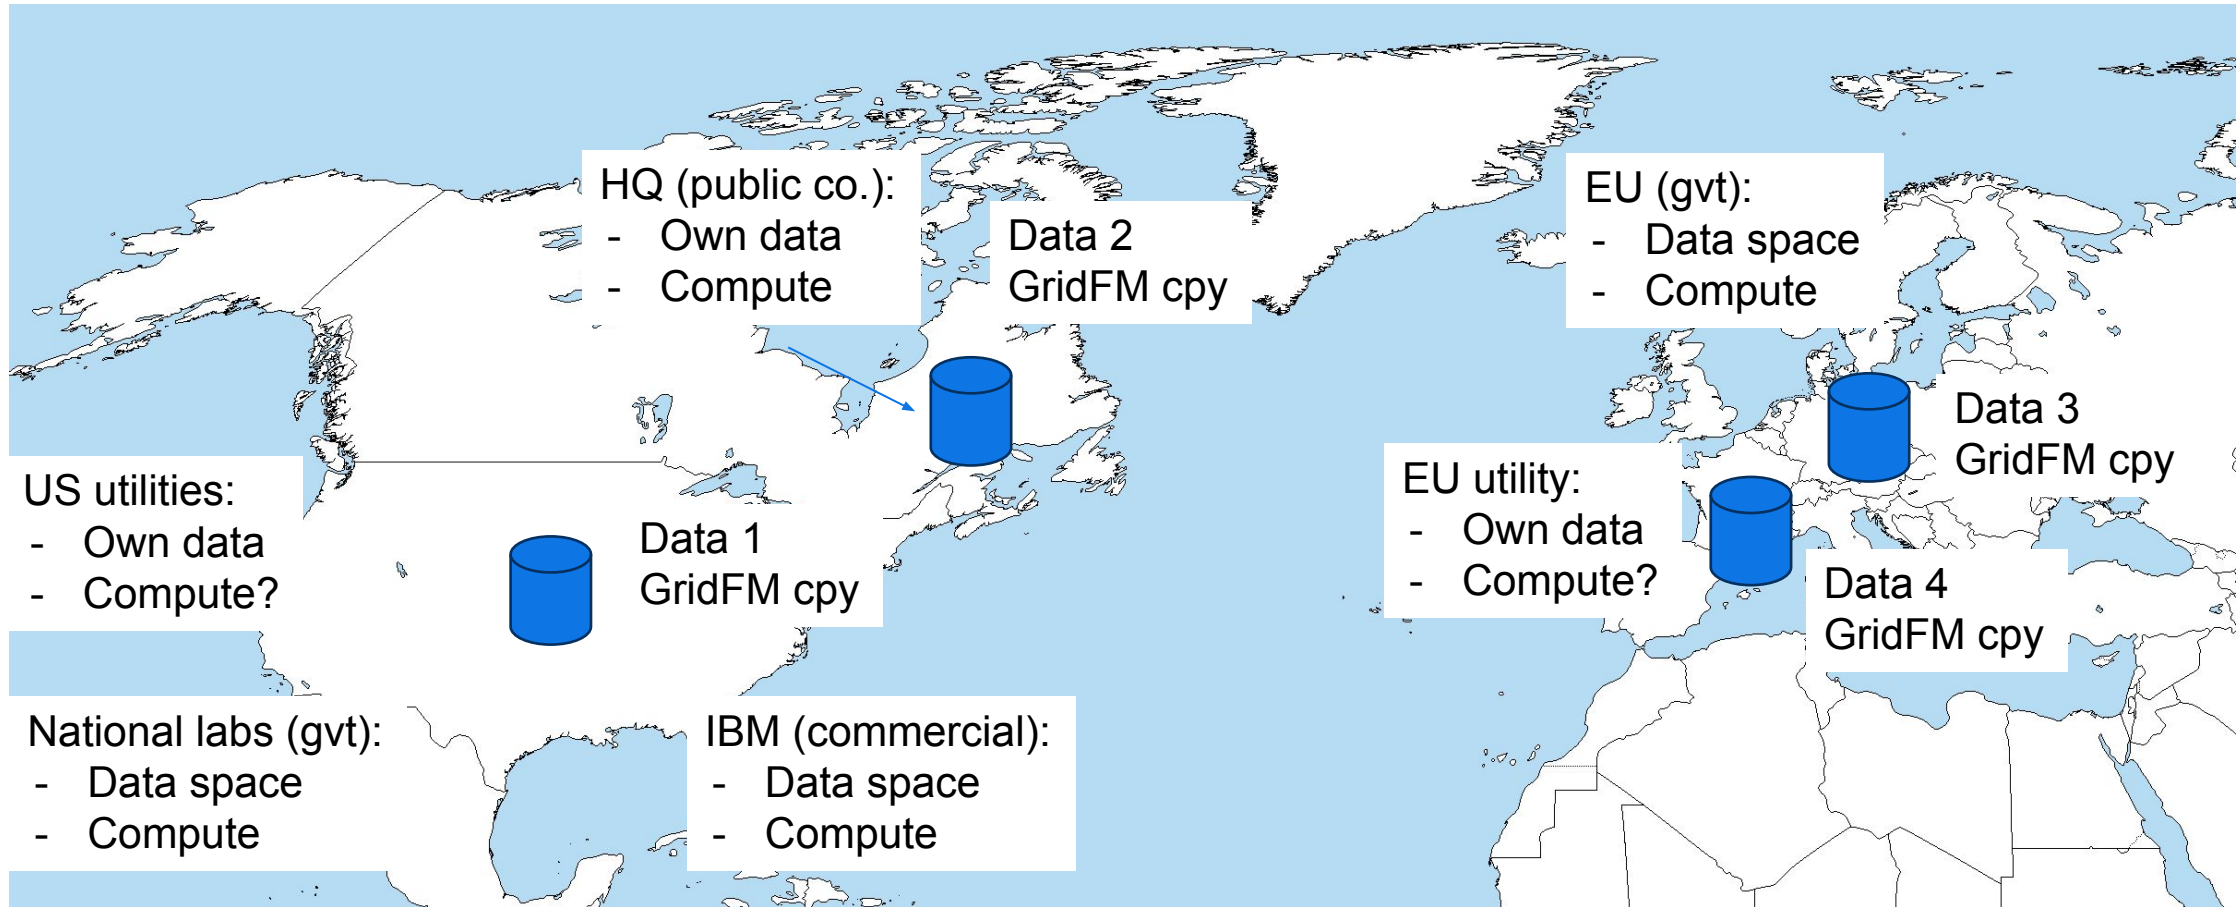 HQ (public co.):
- Own data
- Compute
Data 2
GridFM cpy
EU (gvt):
- Data space
- Compute
Data 3
GridFM cpy
US utilities:
- Own data
- Compute?
Data 1
GridFM cpy
EU utility:
- Own data
- Compute?
Data 4
GridFM cpy
National labs (gvt):
- Data space
- Compute
IBM (commercial):
- Data space
- Compute